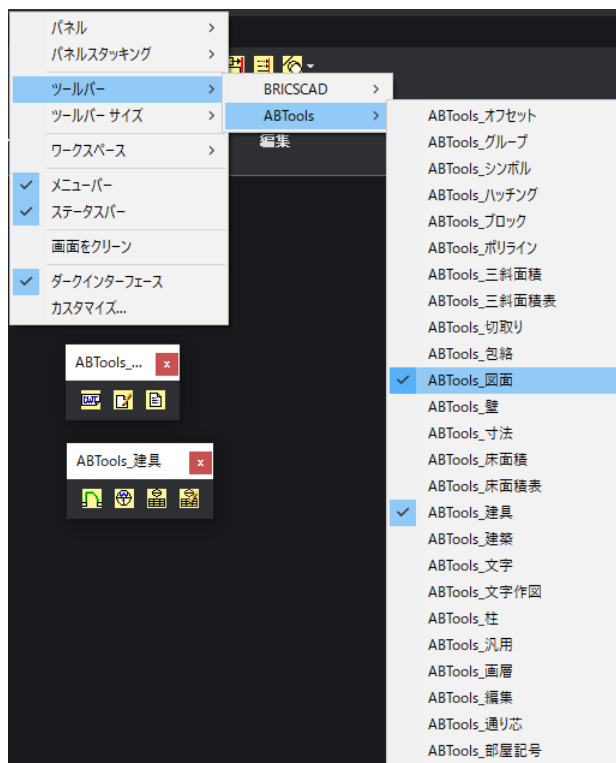 パネル
パネルスタッキング
ツールバー
ツールバー サイズ
ワークスペース
メニューバー
ステータスバー
画面をクリーン
ダークインターフェース
カスタマイズ...
BRICSCAD
ABTools
編集
ABTools_オフセット
ABTools_グループ
ABTools_シンボル
ABTools_ハッチング
ABTools_ブロック
ABTools_ポリライン
ABTools_三斜面積
ABTools_三斜面積表
ABTools_切取り
ABTools_包絡
ABTools_図面
ABTools_壁
ABTools_寸法
ABTools_床面積
ABTools_床面積表
ABTools_建具
ABTools_建築
ABTools_文字
ABTools_文字作図
ABTools_柱
ABTools_汎用
ABTools_画層
ABTools_編集
ABTools_通り芯
ABTools_部屋記号
ABTools_...
x
DWG
ABTools_建具
x